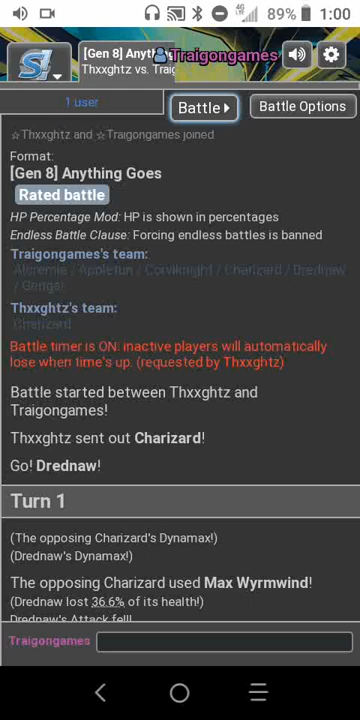 89% 1:00
[Gen 8] Anyth
Traigongames
Thxxghtz vs. Traig
1 user
Battle
Battle Options
☆Thxxghtz and ☆Traigongames joined
Format:
[Gen 8] Anything Goes
Rated battle
HP Percentage Mod: HP is shown in percentages
Endless Battle Clause: Forcing endless battles is banned
Traigongames's team:
Alcremie / Appletun / Corviknight / Charizard / Drednaw
/ Gengar
Thxxghtz's team:
Charizard
Battle timer is ON: inactive players will automatically
lose when time's up. (requested by Thxxghtz)
Battle started between Thxxghtz and
Traigongames!
Thxxghtz sent out Charizard!
Go! Drednaw!
Turn 1
(The opposing Charizard's Dynamax!)
(Drednaw's Dynamax!)
The opposing Charizard used Max Wyrmwind!
(Drednaw lost 36.6% of its health!)
Drednaw's Attack fell!
Traigongames